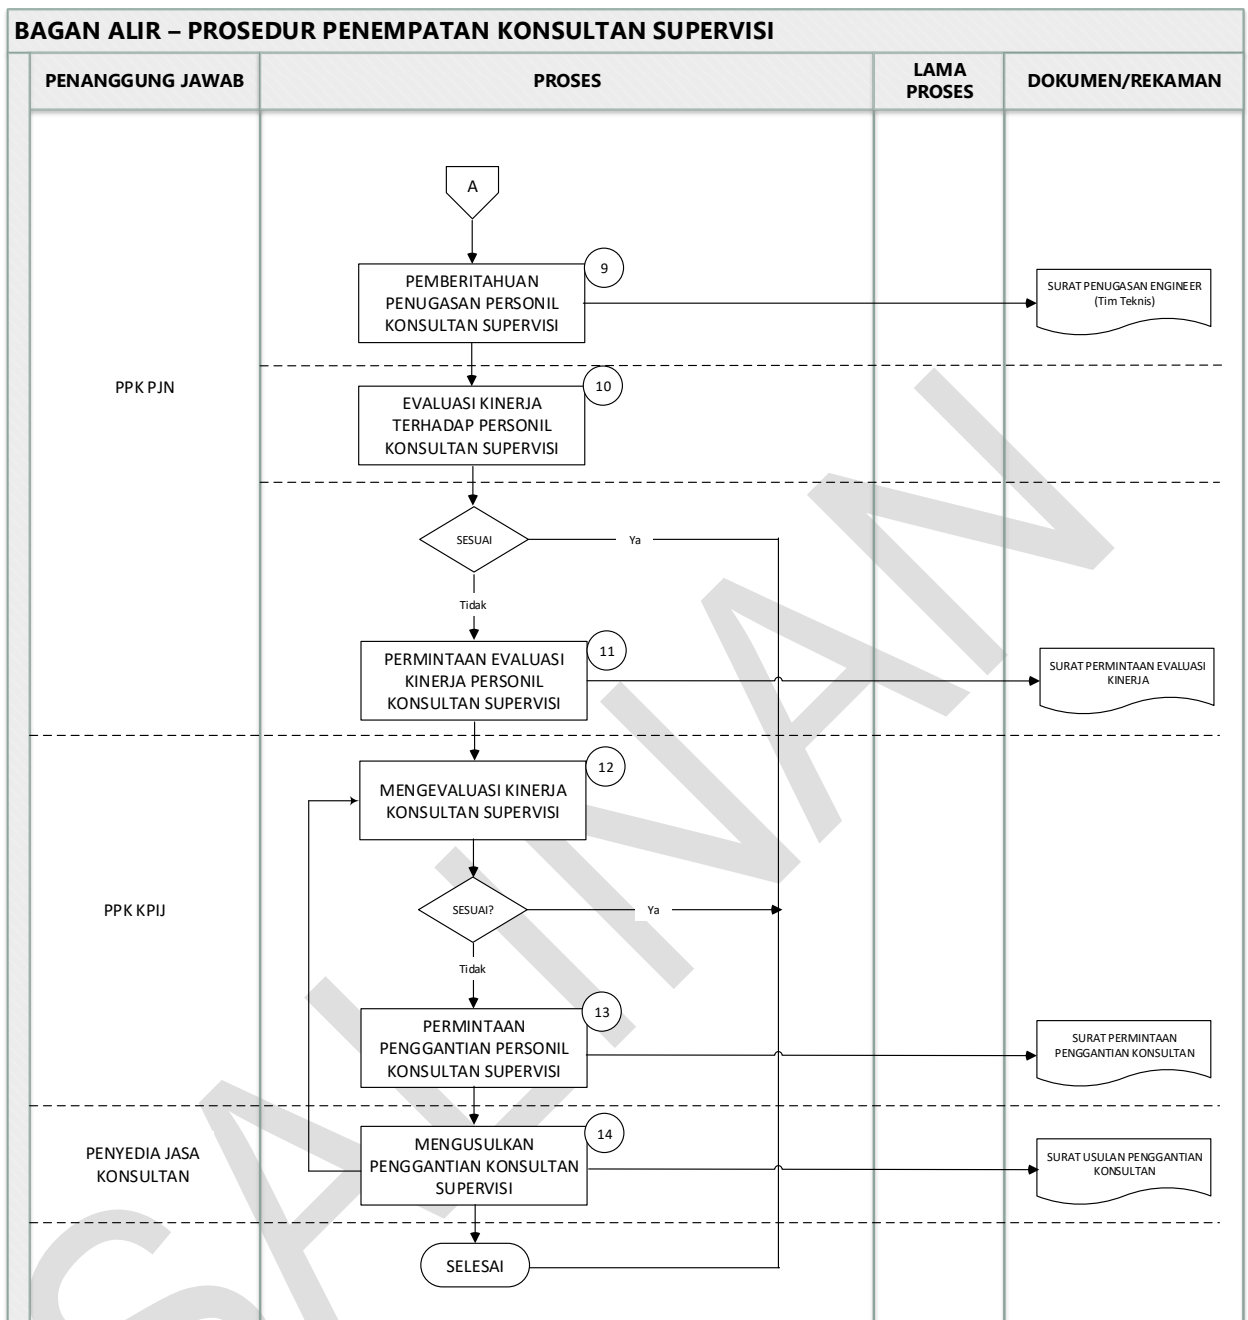 BAGAN ALIR – PROSEDUR PENEMPATAN KONSULTAN SUPERVISI
PENANGGUNG JAWAB
PROSES
LAMA
PROSES
DOKUMEN/REKAMAN
A
9
PEMBERITAHUAN
PENUGASAN PERSONIL
KONSULTAN SUPERVISI
SURAT PENUGASAN ENGINEER
(Tim Teknis)
PPK PJN
10
EVALUASI KINERJA
TERHADAP PERSONIL
KONSULTAN SUPERVISI
SESUAI
Ya
Tidak
11
PERMINTAAN EVALUASI
KINERJA PERSONIL
KONSULTAN SUPERVISI
SURAT PERMINTAAN EVALUASI
KINERJA
12
MENGEVALUASI KINERJA
KONSULTAN SUPERVISI
PPK KPIJ
SESUAI?
Ya
Tidak
13
PERMINTAAN
PENGGANTIAN PERSONIL
KONSULTAN SUPERVISI
SURAT PERMINTAAN
PENGGANTIAN KONSULTAN
PENYEDIA JASA
KONSULTAN
14
MENGUSULKAN
PENGGANTIAN KONSULTAN
SUPERVISI
SURAT USULAN PENGGANTIAN
KONSULTAN
SELESAI
SALINAN